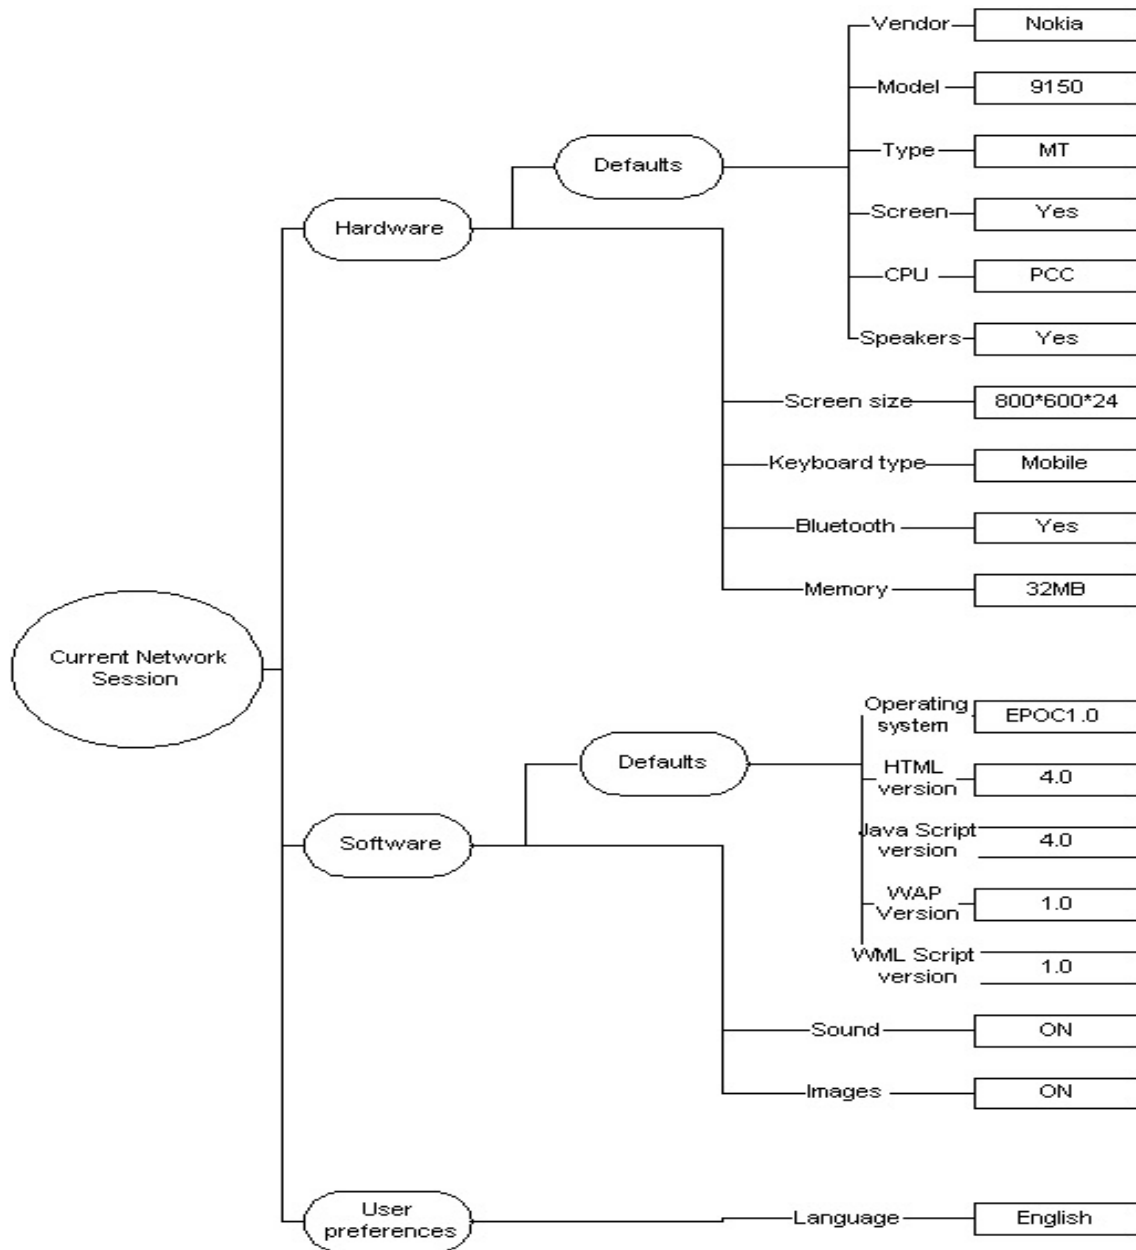 Vendor Nokia
Model 9150
Defaults Type MT
Hardware Screen Yes
CPU PCC
Speakers Yes
Screen size 800*600*24
Keyboard type Mobile
Bluetooth Yes
Memory 32MB
Current Network
Session
Operating
system EPOC1.0
Defaults
HTML
version 4.0
Java Script
version 4.0
Software
WAP
Version 1.0
WML Script
version 1.0
Sound ON
Images ON
User
preferences
Language English